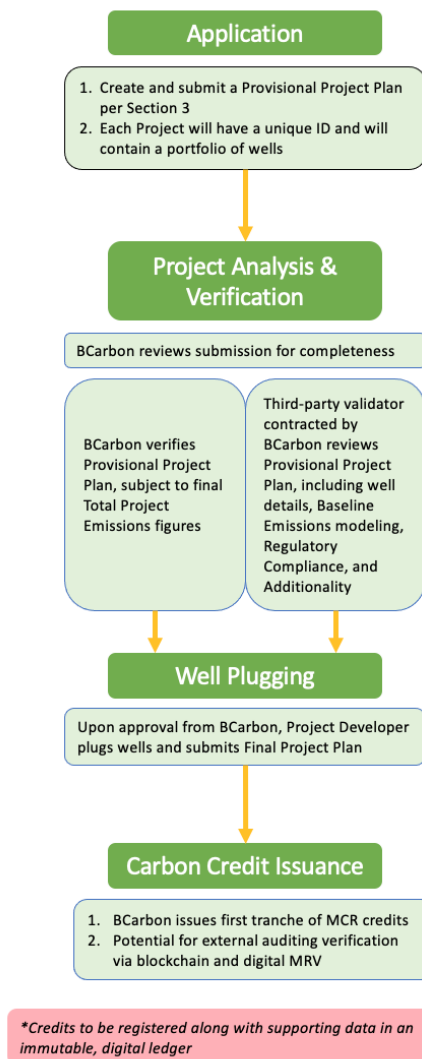 Application
1. Create and submit a Provisional Project Plan
per Section 3
2. Each Project will have a unique ID and will
contain a portfolio of wells
Project Analysis &
Verification
BCarbon reviews submission for completeness
BCarbon verifies
Provisional Project
Plan, subject to final
Total Project
Emissions figures
Third-party validator
contracted by
BCarbon reviews
Provisional Project
Plan, including well
details, Baseline
Emissions modeling,
Regulatory
Compliance, and
Additionality
Well Plugging
Upon approval from BCarbon, Project Developer
plugs wells and submits Final Project Plan
Carbon Credit Issuance
1. BCarbon issues first tranche of MCR credits
2. Potential for external auditing verification
via blockchain and digital MRV
*Credits to be registered along with supporting data in an
immutable, digital ledger